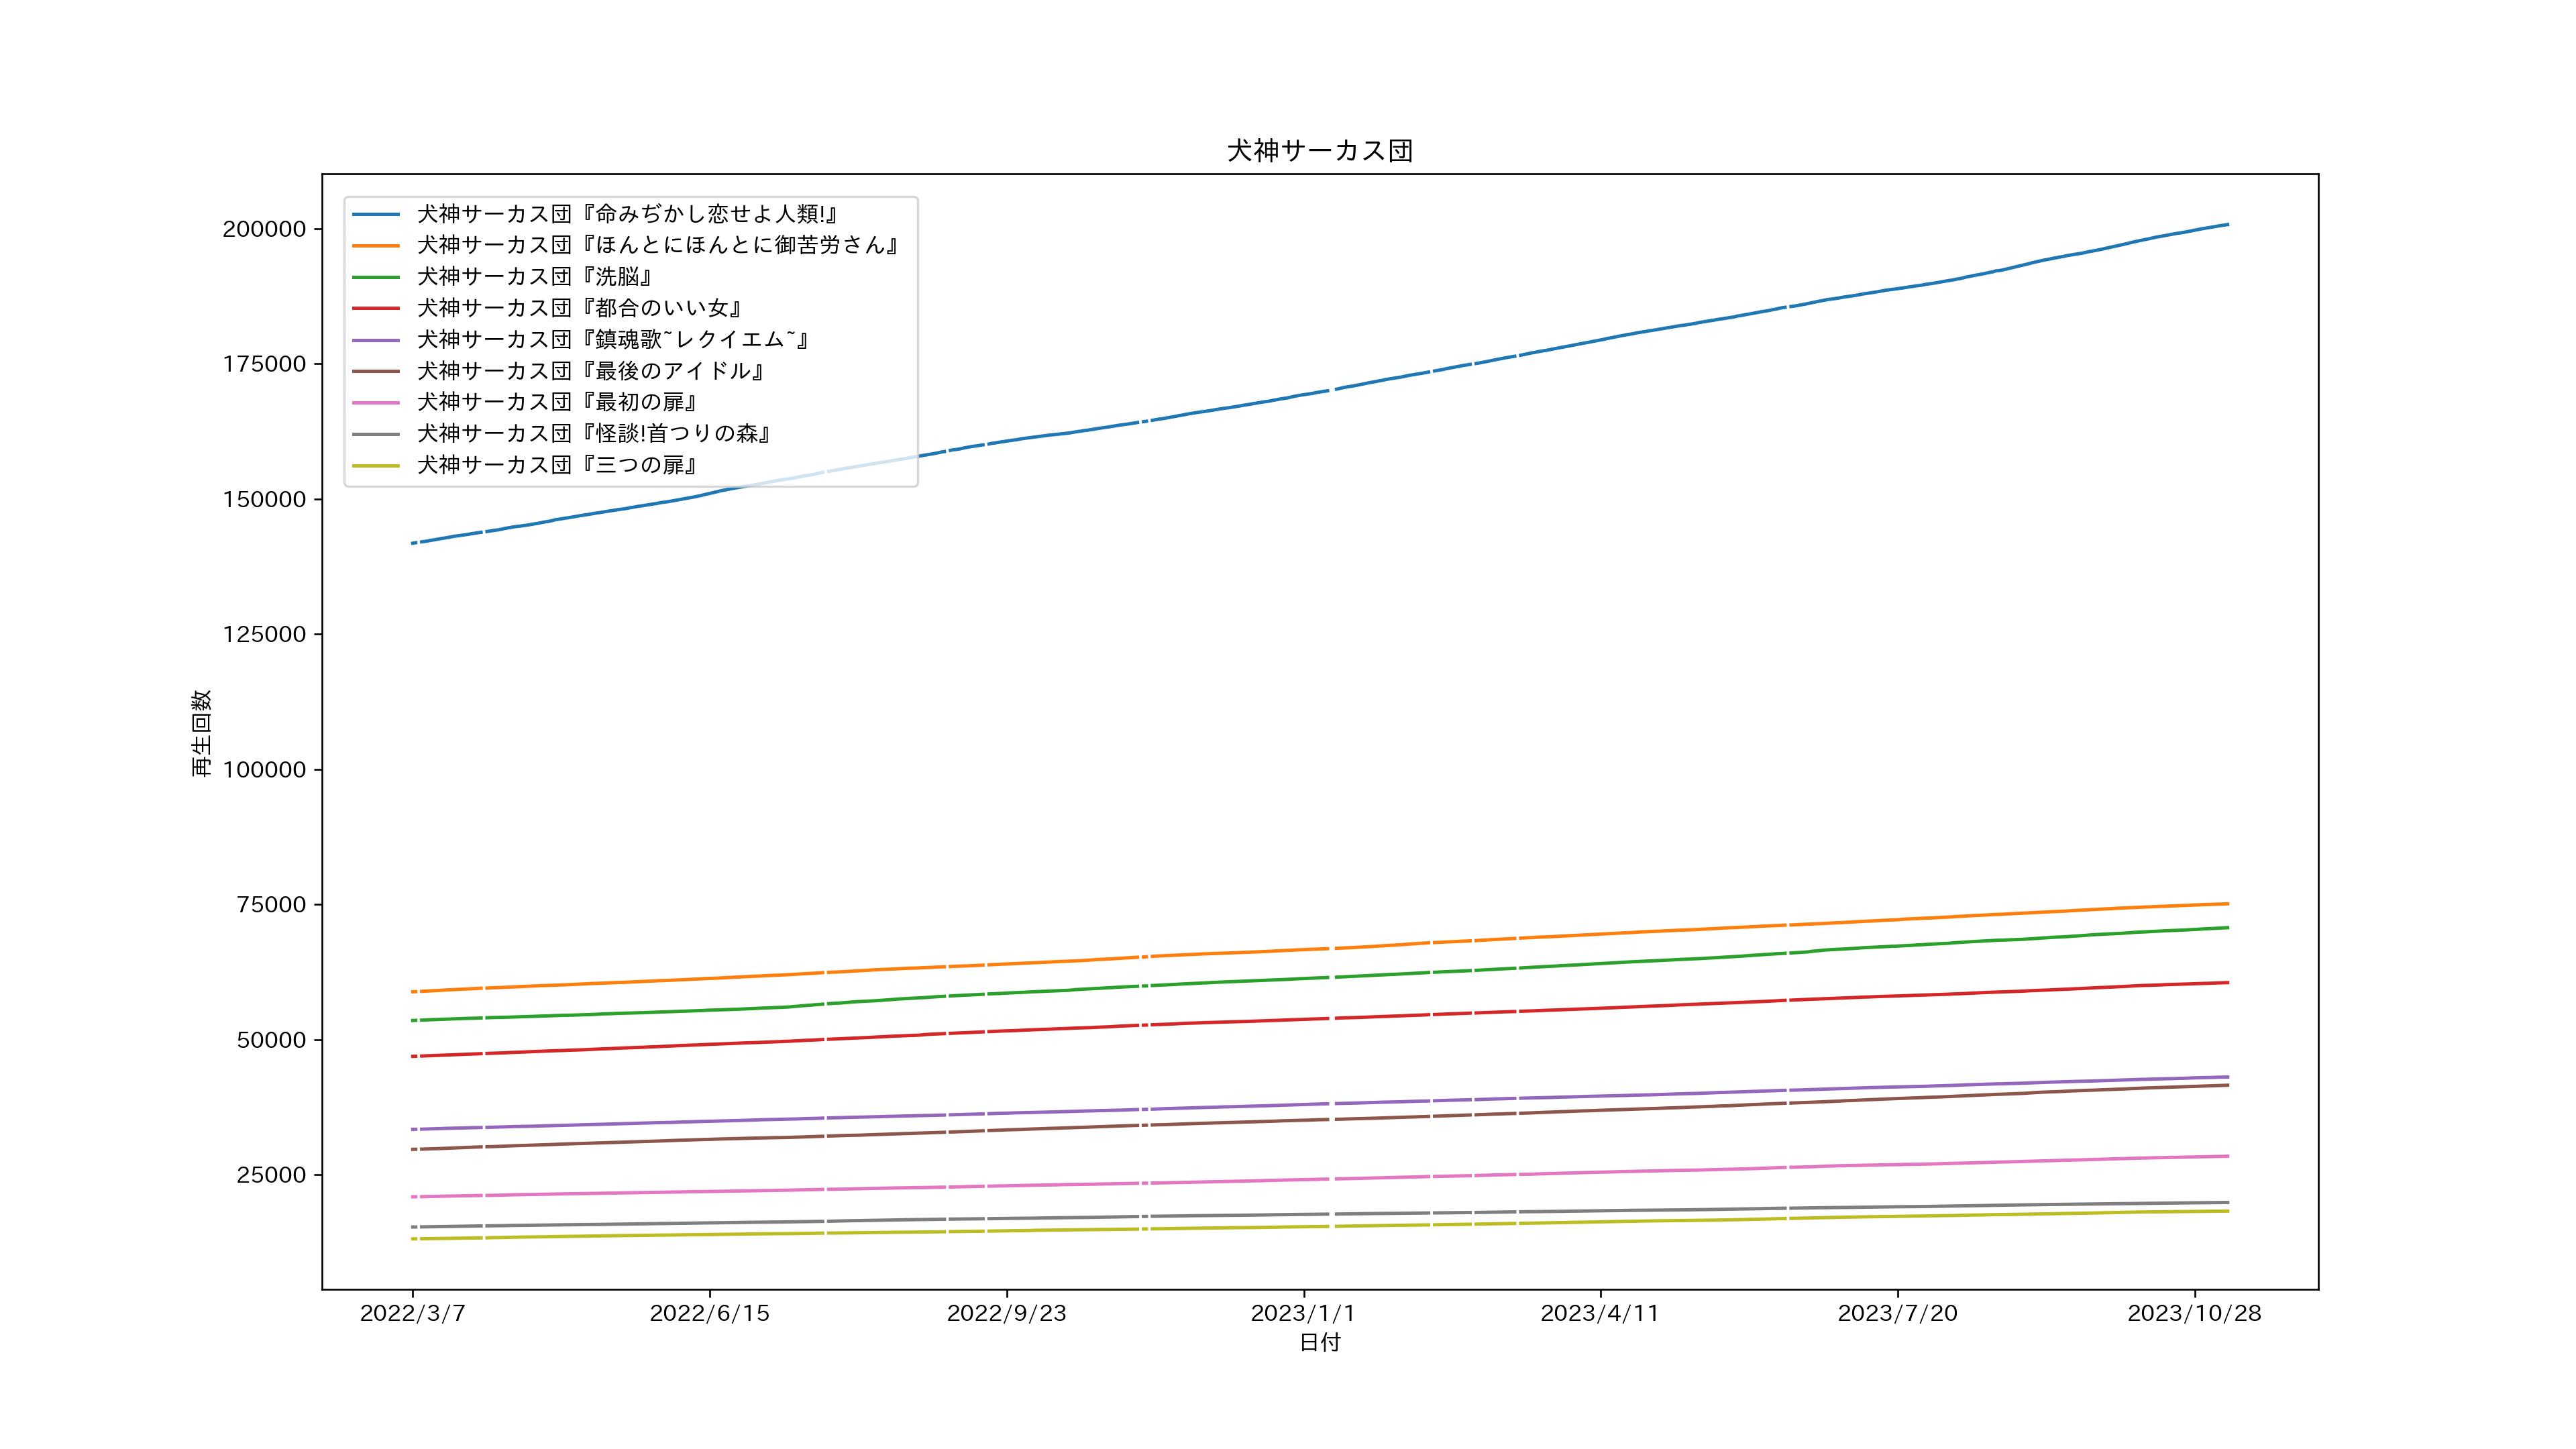 犬神サーカス団
犬神サーカス団『命みぢかし恋せよ人類!』
犬神サーカス団『ほんとにほんとに御苦労さん』
犬神サーカス団『洗脳』
犬神サーカス団『都合のいい女』
犬神サーカス団『鎮魂歌~レクイエム~』
犬神サーカス団『最後のアイドル』
犬神サーカス団『最初の扉』
犬神サーカス団『怪談!首つりの森』
犬神サーカス団『三つの扉』
再生回数
200000
175000
150000
125000
100000
75000
50000
25000
2022/3/7
2022/6/15
2022/9/23
2023/1/1
2023/4/11
2023/7/20
2023/10/28
日付